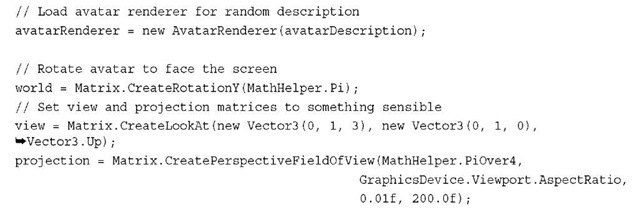 // Load avatar renderer for random description
avatarRenderer = new AvatarRenderer(avatarDescription);
// Rotate avatar to face the screen
world = Matrix.CreateRotationY(MathHelper.Pi);
// Set view and projection matrices to something sensible
view = Matrix.CreateLookAt(new Vector3(0, 1, 3), new Vector3(0, 1, 0),
➥Vector3.Up);
projection = Matrix.CreatePerspectiveFieldOfView(MathHelper.PiOver4,
GraphicsDevice.Viewport.AspectRatio,
0.01f, 200.0f);